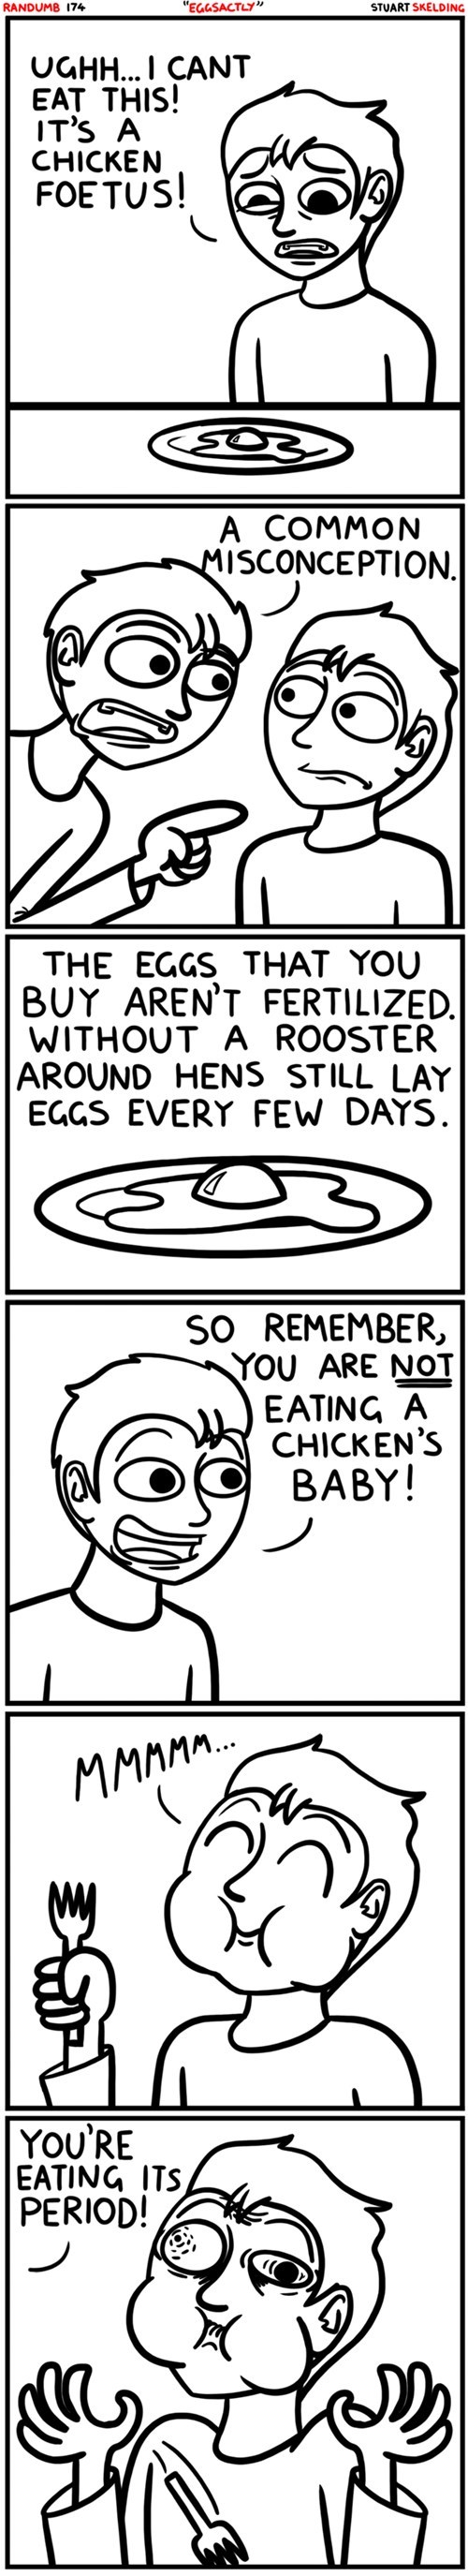 RANDUMB 174 "EGGSACTLY" STUART SKELDING
UGHH... I CANT
EAT THIS!
IT'S A
CHICKEN
FOETUS!
A COMMON
MISCONCEPTION.
THE EGGS THAT YOU
BUY AREN'T FERTILIZED.
WITHOUT A ROOSTER
AROUND HENS STILL LAY
EGGS EVERY FEW DAYS.
SO REMEMBER,
YOU ARE NOT
EATING A
CHICKEN'S
BABY!
MMMMM...
YOU'RE
EATING ITS
PERIOD!